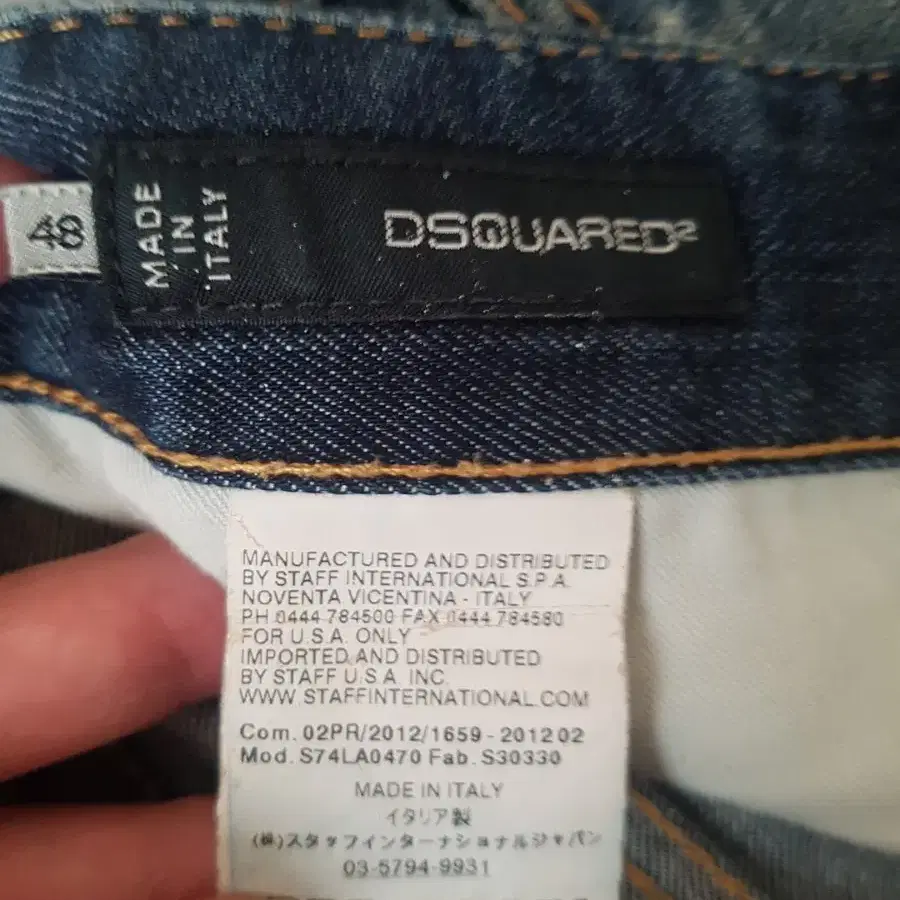 48
MADE
IN
ITALY
DSQUARED²
MANUFACTURED AND DISTRIBUTED
BY STAFF INTERNATIONAL S.P.A.
NOVENTA VICENTINA - ITALY
PH 0444 784500 FAX 0444 784580
FOR U.S.A. ONLY
IMPORTED AND DISTRIBUTED
BY STAFF U.S.A. INC.
WWW.STAFFINTERNATIONAL.COM
Com. 02PR/2012/1659 - 2012 02
Mod. S74LA0470 Fab. S30330
MADE IN ITALY
イタリア製
(株)スタッフインターナショナルジャパン
03-5794-9931